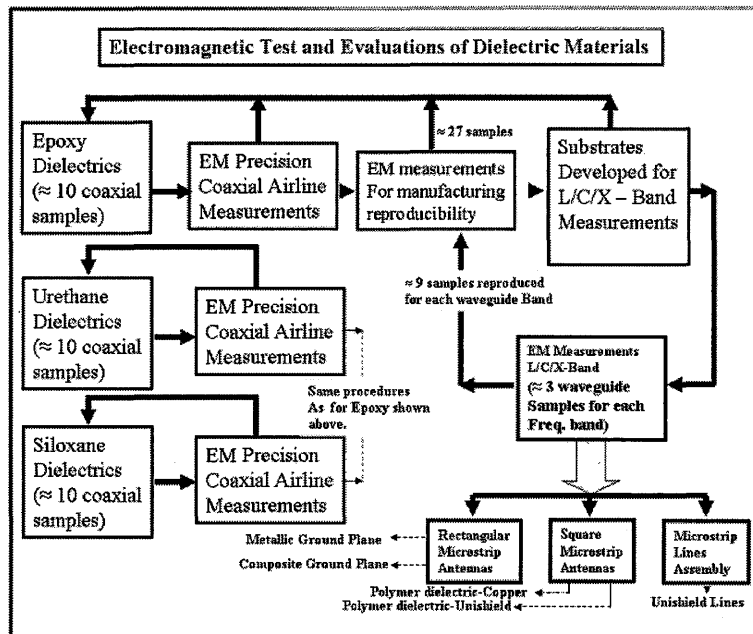 Electromagnetic Test and Evaluations of Dielectric Materials
Epoxy
Dielectrics
(≈ 10 coaxial
samples)
EM Precision
Coaxial Airline
Measurements
≈ 27 samples
EM measurements
For manufacturing
reproducibility
Substrates
Developed for
L/C/X – Band
Measurements
Urethane
Dielectrics
(≈ 10 coaxial
samples)
EM Precision
Coaxial Airline
Measurements
≈ 9 samples reproduced
for each waveguide Band
Same procedures
As for Epoxy shown
above.
EM Measurements
L/C/X-Band
(≈ 3 waveguide
Samples for each
Freq. band)
Siloxane
Dielectrics
(≈ 10 coaxial
samples)
EM Precision
Coaxial Airline
Measurements
Metallic Ground Plane
Composite Ground Plane
Rectangular
Microstrip
Antennas
Square
Microstrip
Antennas
Microstrip
Lines
Assembly
Polymer dielectric-Copper
Polymer dielectric-Unishield
Unishield Lines